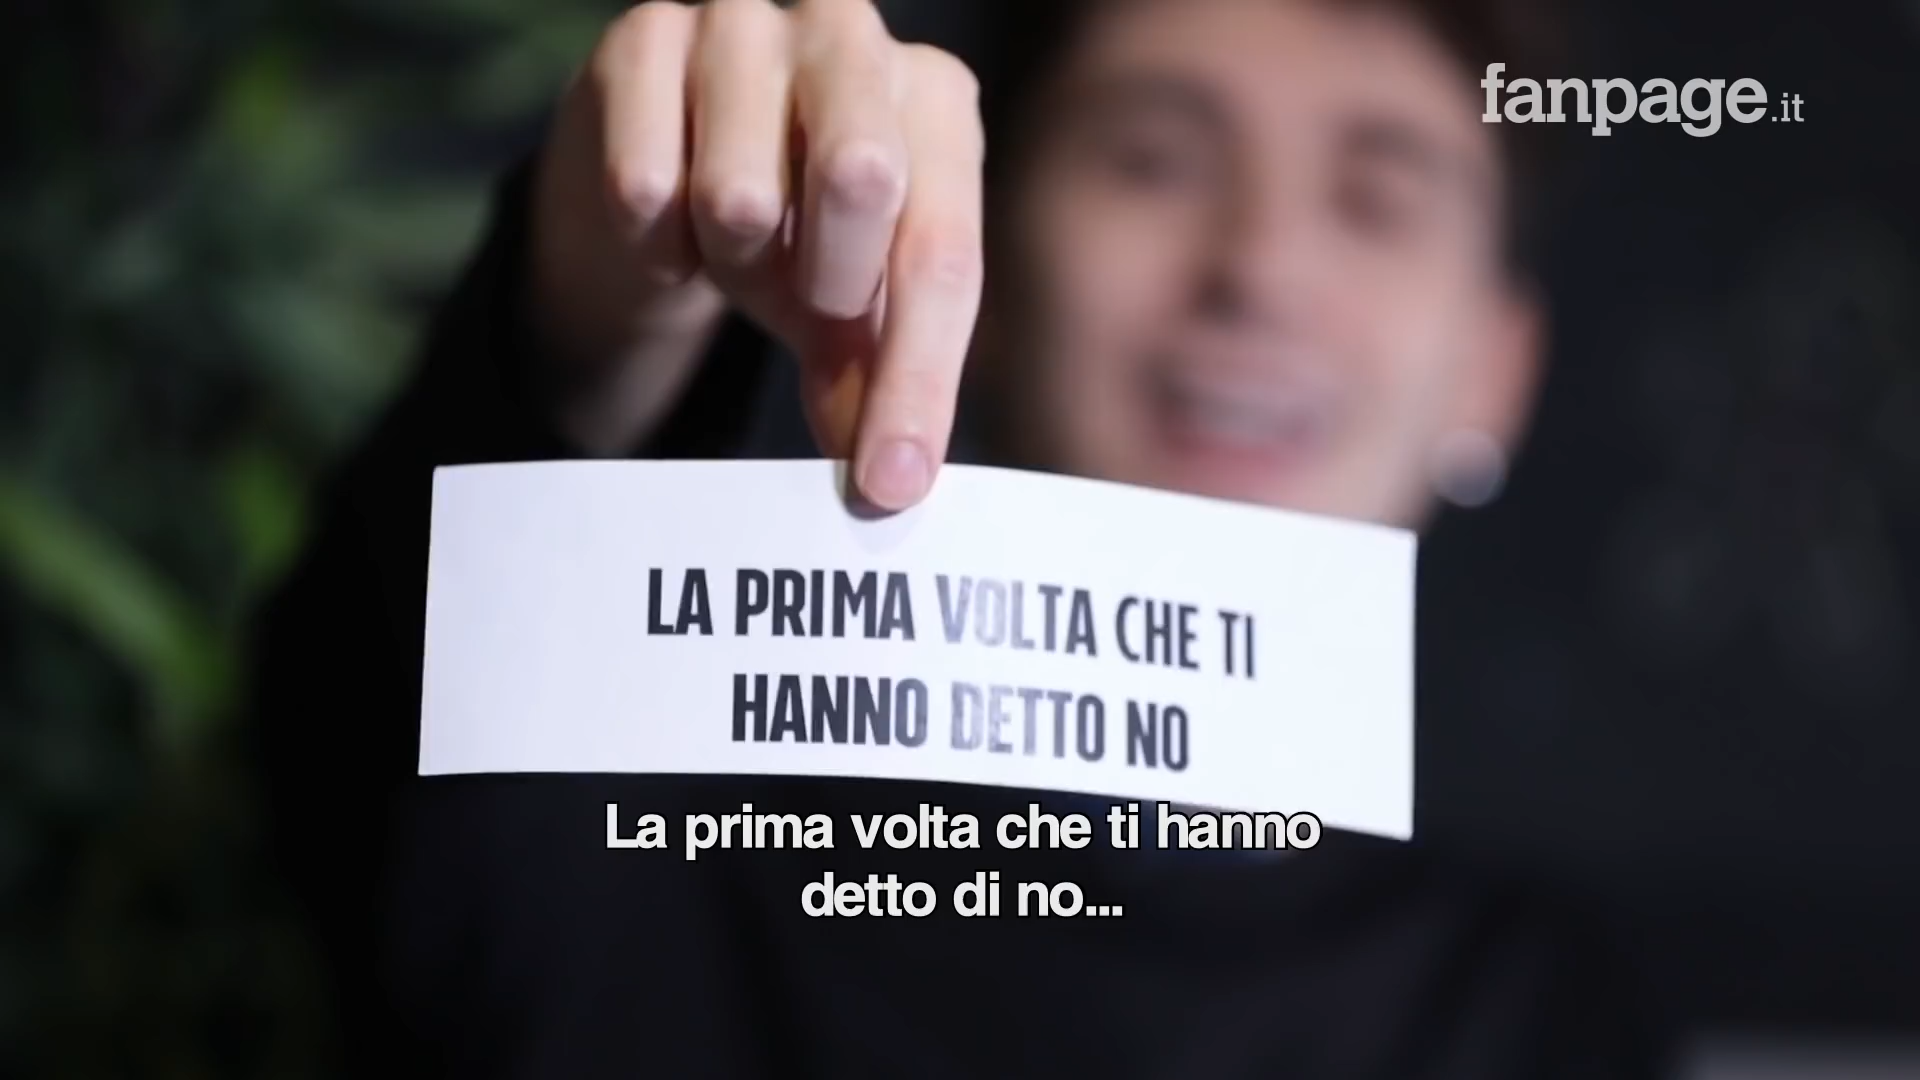 fanpage.it
LA PRIMA VOLTA CHE TI
HANNO DETTO NO
La prima volta che ti hanno
detto di no...